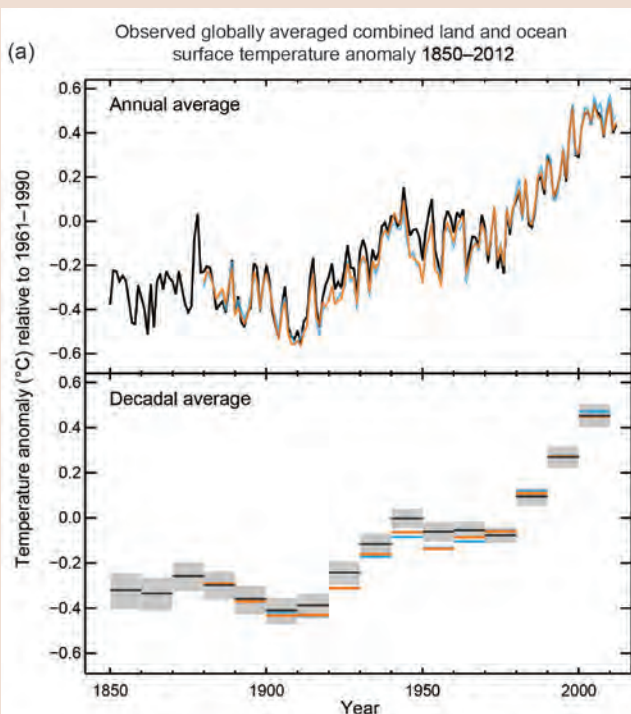 (a)
Observed globally averaged combined land and ocean
surface temperature anomaly 1850–2012
Temperature anomaly (°C) relative to 1961–1990
Annual average
0.6
0.4
0.2
0.0
−0.2
−0.4
−0.6
Decadal average
0.6
0.4
0.2
0.0
−0.2
−0.4
−0.6
1850
1900
1950
2000
Year